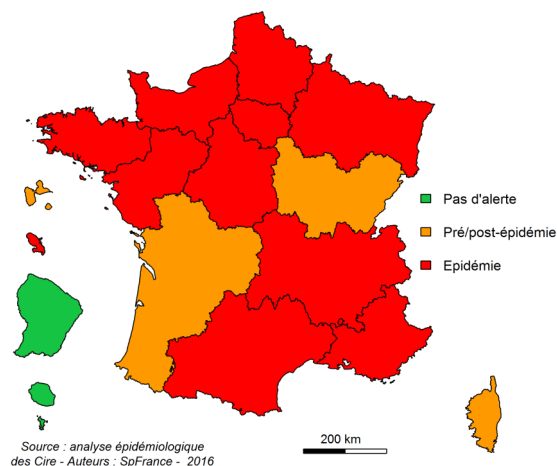 Pas d'alerte
Pré/post-épidémie
Epidémie
200 km
Source : analyse épidémiologique
des Cire - Auteurs : SpFrance - 2016